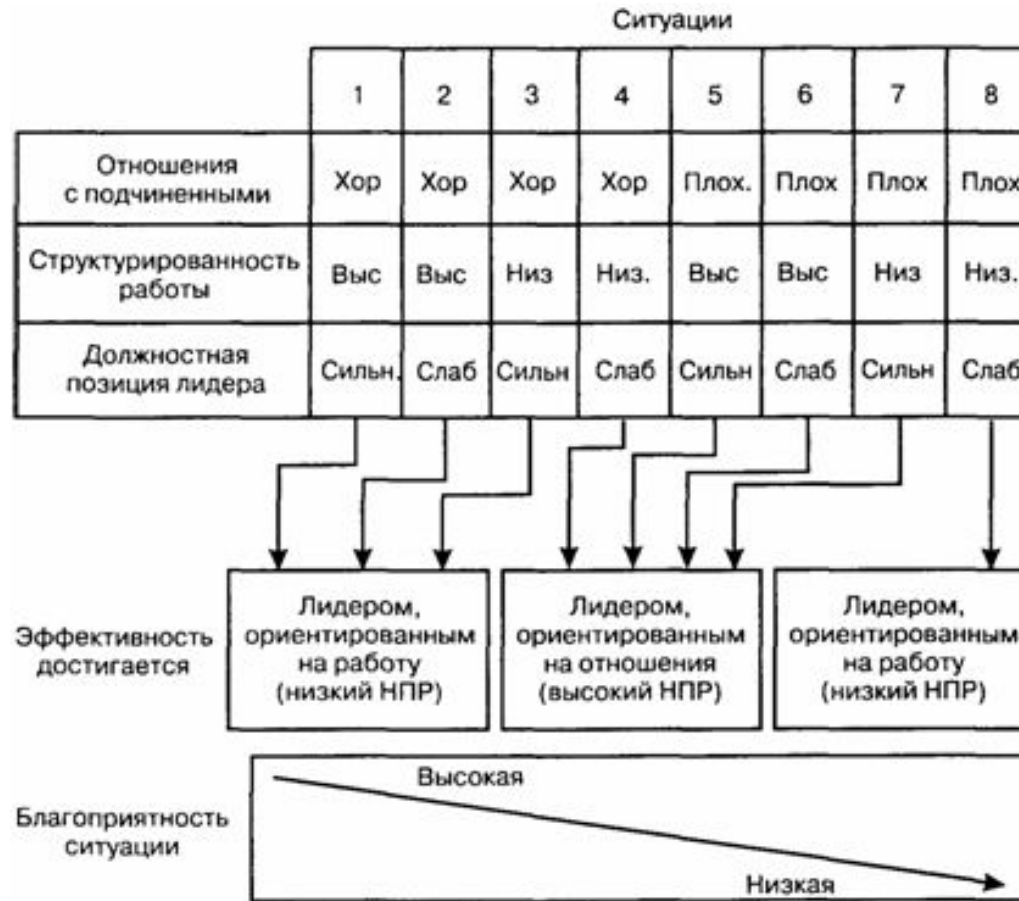 Ситуации
1 2 3 4 5 6 7 8
Отношения
с подчиненными
Хор Хор Хор Хор Плох. Плох Плох Плох
Структурированность
работы
Выс Выс Низ Низ. Выс Выс Низ Низ.
Должностная
позиция лидера
Сильн. Слаб Сильн Слаб Сильн Слаб Сильн Слаб
Эффективность
достигается
Лидером,
ориентированным
на работу
(низкий НПР)
Лидером,
ориентированным
на отношения
(высокий НПР)
Лидером,
ориентированным
на работу
(низкий НПР)
Благоприятность
ситуации
Высокая
Низкая